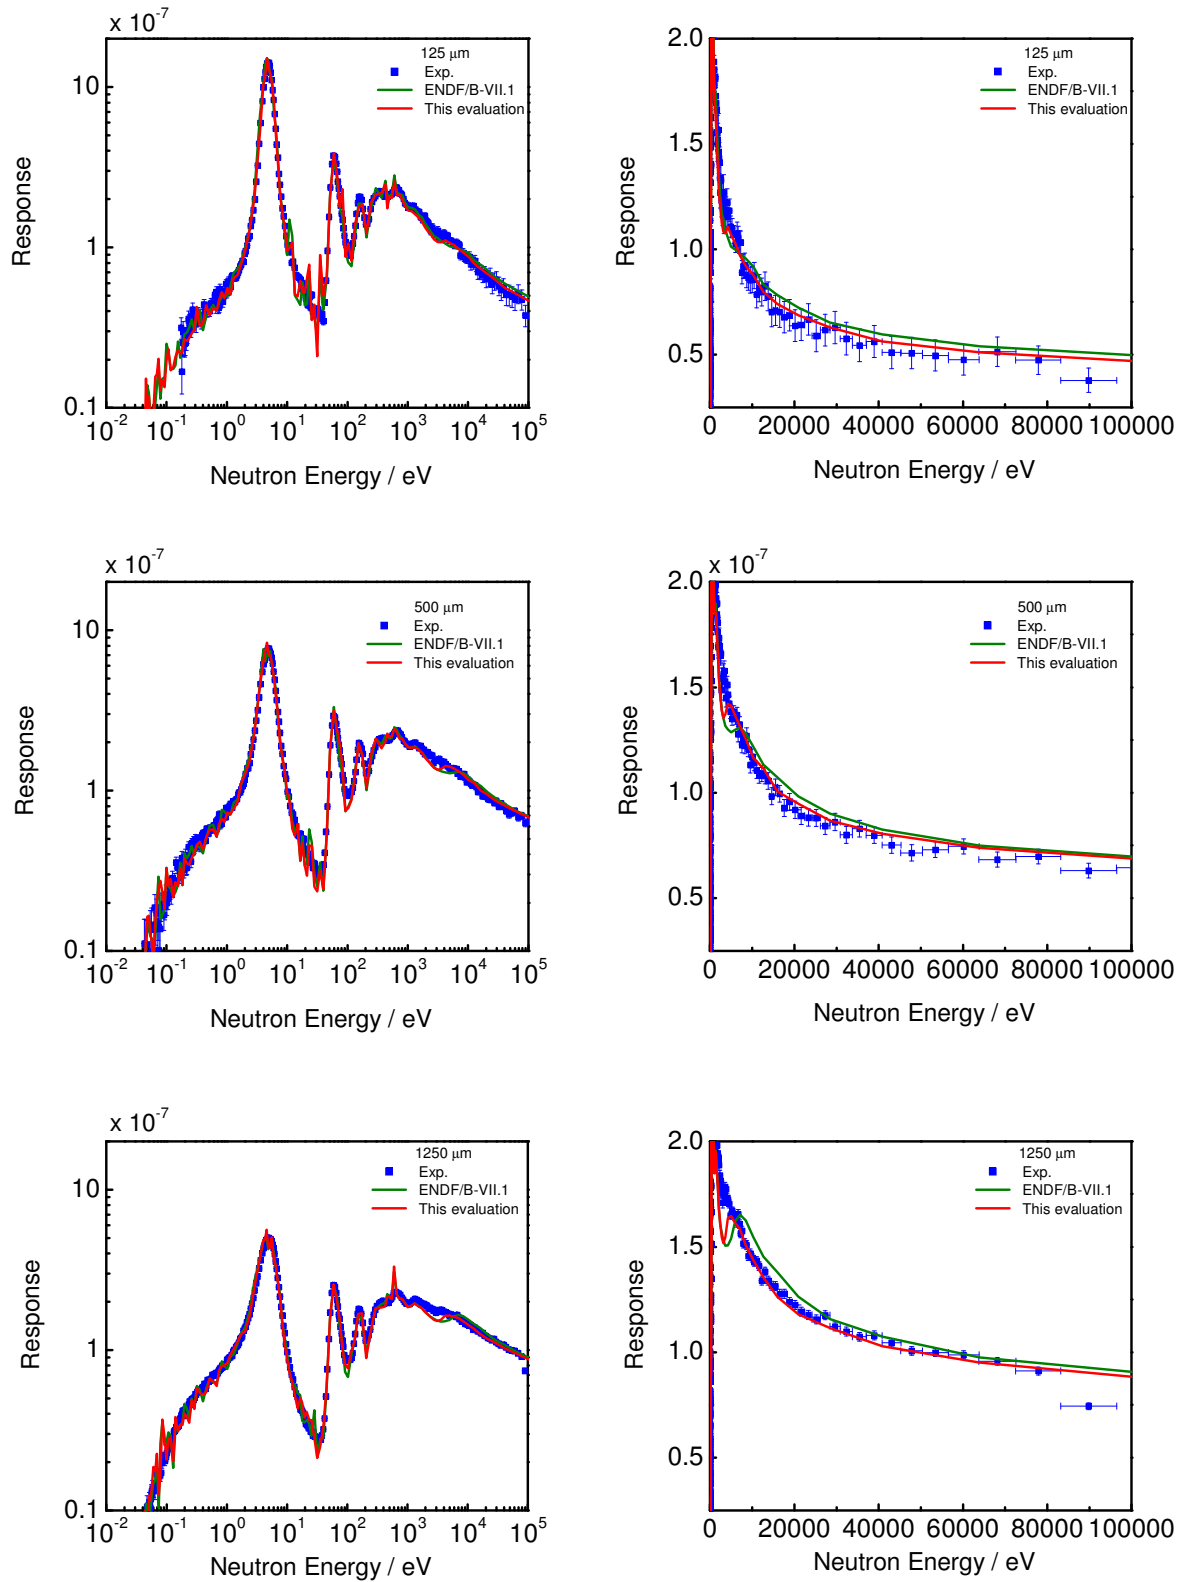 x 10-7
10
1
0.1
Response
125 μm
Exp.
ENDF/B-VII.1
This evaluation
10-2 10-1 100 101 102 103 104 105
Neutron Energy / eV
2.0
1.5
1.0
0.5
Response
125 μm
Exp.
ENDF/B-VII.1
This evaluation
0 20000 40000 60000 80000 100000
Neutron Energy / eV
x 10-7
10
1
0.1
Response
500 μm
Exp.
ENDF/B-VII.1
This evaluation
10-2 10-1 100 101 102 103 104 105
Neutron Energy / eV
x 10-7
2.0
1.5
1.0
0.5
Response
500 μm
Exp.
ENDF/B-VII.1
This evaluation
0 20000 40000 60000 80000 100000
Neutron Energy / eV
x 10-7
10
1
0.1
Response
1250 μm
Exp.
ENDF/B-VII.1
This evaluation
10-2 10-1 100 101 102 103 104 105
Neutron Energy / eV
2.0
1.5
1.0
0.5
Response
1250 μm
Exp.
ENDF/B-VII.1
This evaluation
0 20000 40000 60000 80000 100000
Neutron Energy / eV